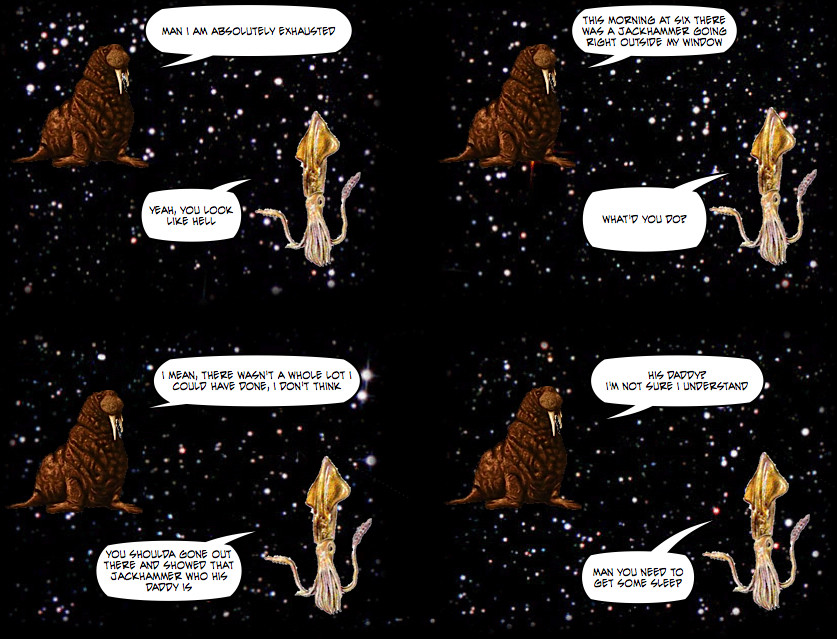 MAN I AM ABSOLUTELY EXHAUSTED
YEAH, YOU LOOK
LIKE HELL
THIS MORNING AT SIX THERE
WAS A JACKHAMMER GOING
RIGHT OUTSIDE MY WINDOW
WHAT'D YOU DO?
I MEAN, THERE WASN'T A WHOLE LOT I
COULD HAVE DONE, I DON'T THINK
YOU SHOULDA GONE OUT
THERE AND SHOWED THAT
JACKHAMMER WHO HIS
DADDY IS
HIS DADDY?
I'M NOT SURE I UNDERSTAND
MAN YOU NEED TO
GET SOME SLEEP